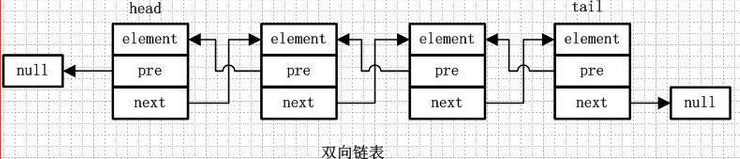 head
tail
element element element element
null pre pre pre pre
next next next next null
双向链表